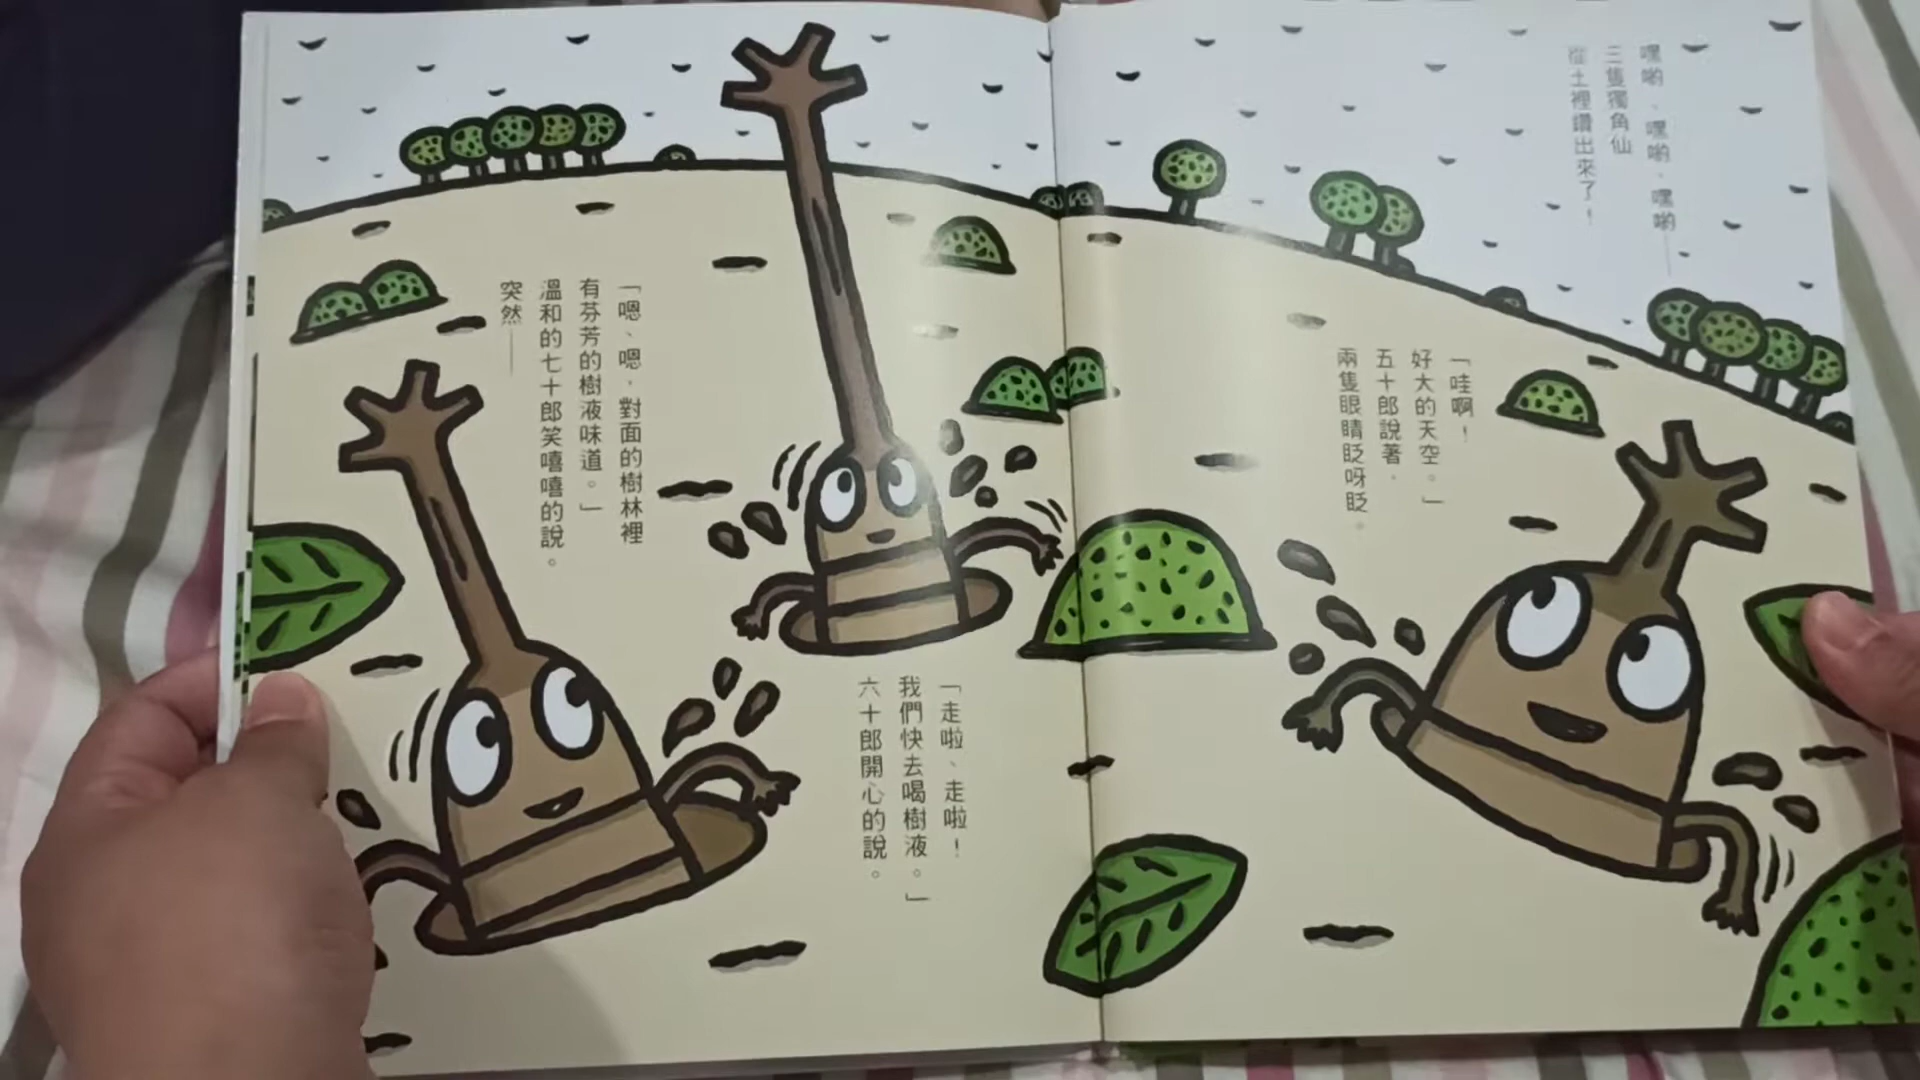 嘿喲、嘿喲、嘿喲——
三隻獨角仙
從土裡鑽出來了！
「哇啊！
好大的天空。」
五十郎說著，
兩隻眼睛眨呀眨。
「走啦、走啦！
我們快去喝樹液。」
六十郎開心的說。
「嗯、嗯，對面的樹林裡
有芬芳的樹液味道。」
溫和的七十郎笑嘻嘻的說。
突然——